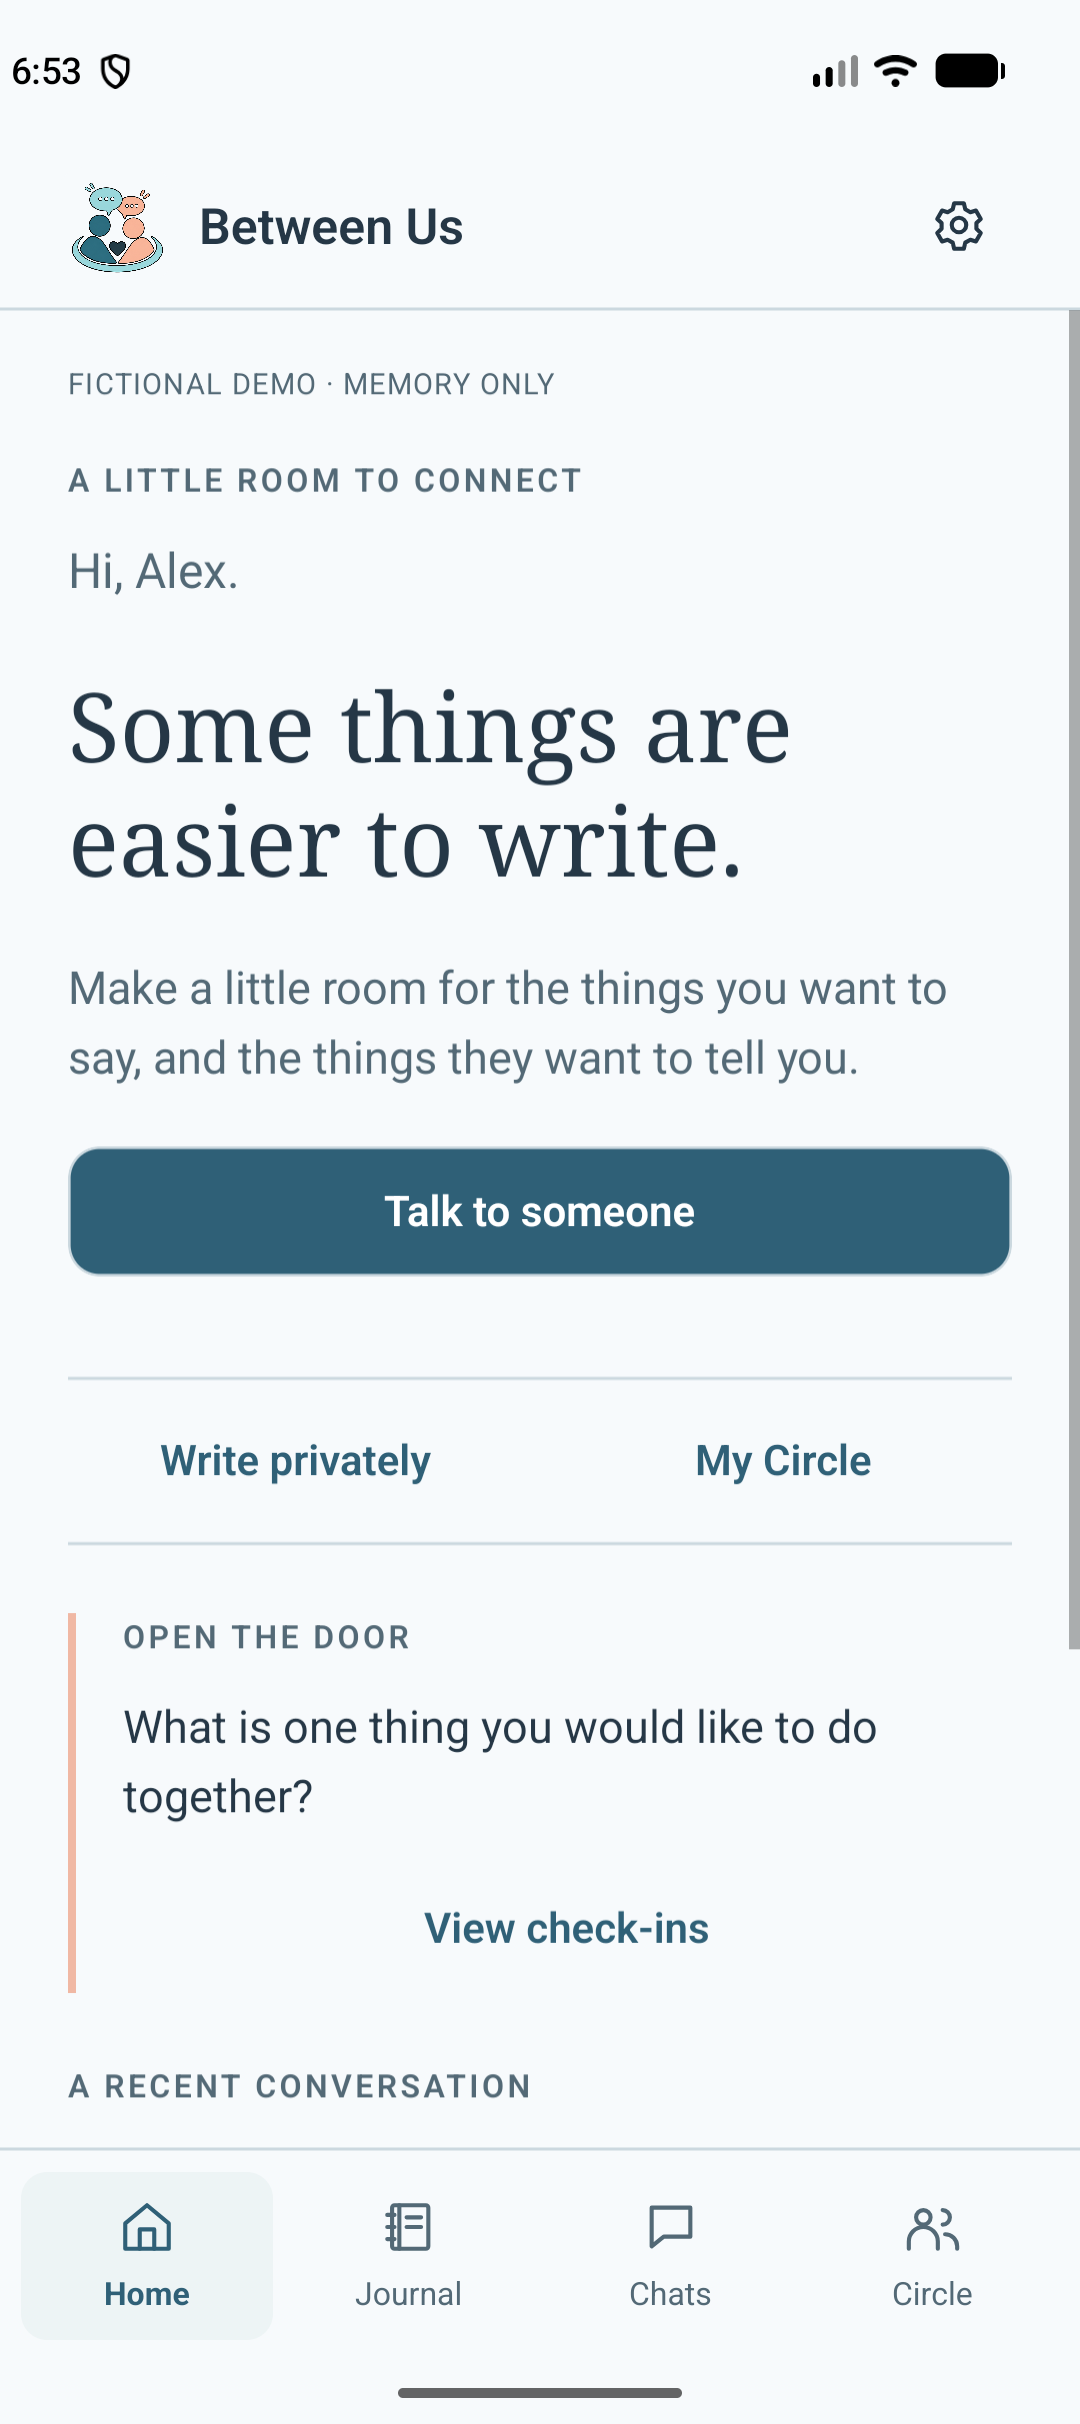 6:53
Between Us
FICTIONAL DEMO · MEMORY ONLY
A LITTLE ROOM TO CONNECT
Hi, Alex.
Some things are
easier to write.
Make a little room for the things you want to
say, and the things they want to tell you.
Talk to someone
Write privately
My Circle
OPEN THE DOOR
What is one thing you would like to do
together?
View check-ins
A RECENT CONVERSATION
Home
Journal
Chats
Circle